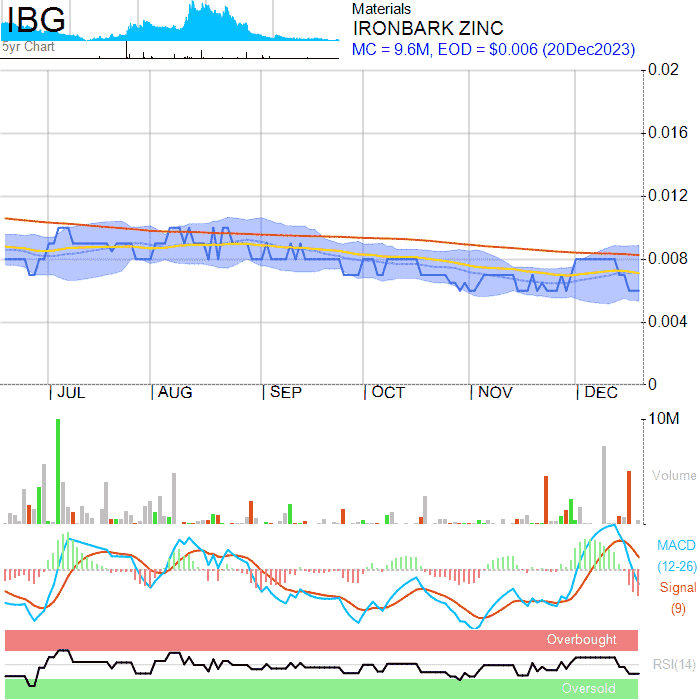 IBG
5yr Chart
Materials
IRONBARK ZINC
MC = 9.6M, EOD = $0.006 (20Dec2023)
0.02
0.016
0.012
0.008
0.004
0
JUL AUG SEP OCT NOV DEC
10M
Volume
MACD
(12-26)
Signal
(9)
Overbought
RSI(14)
Oversold